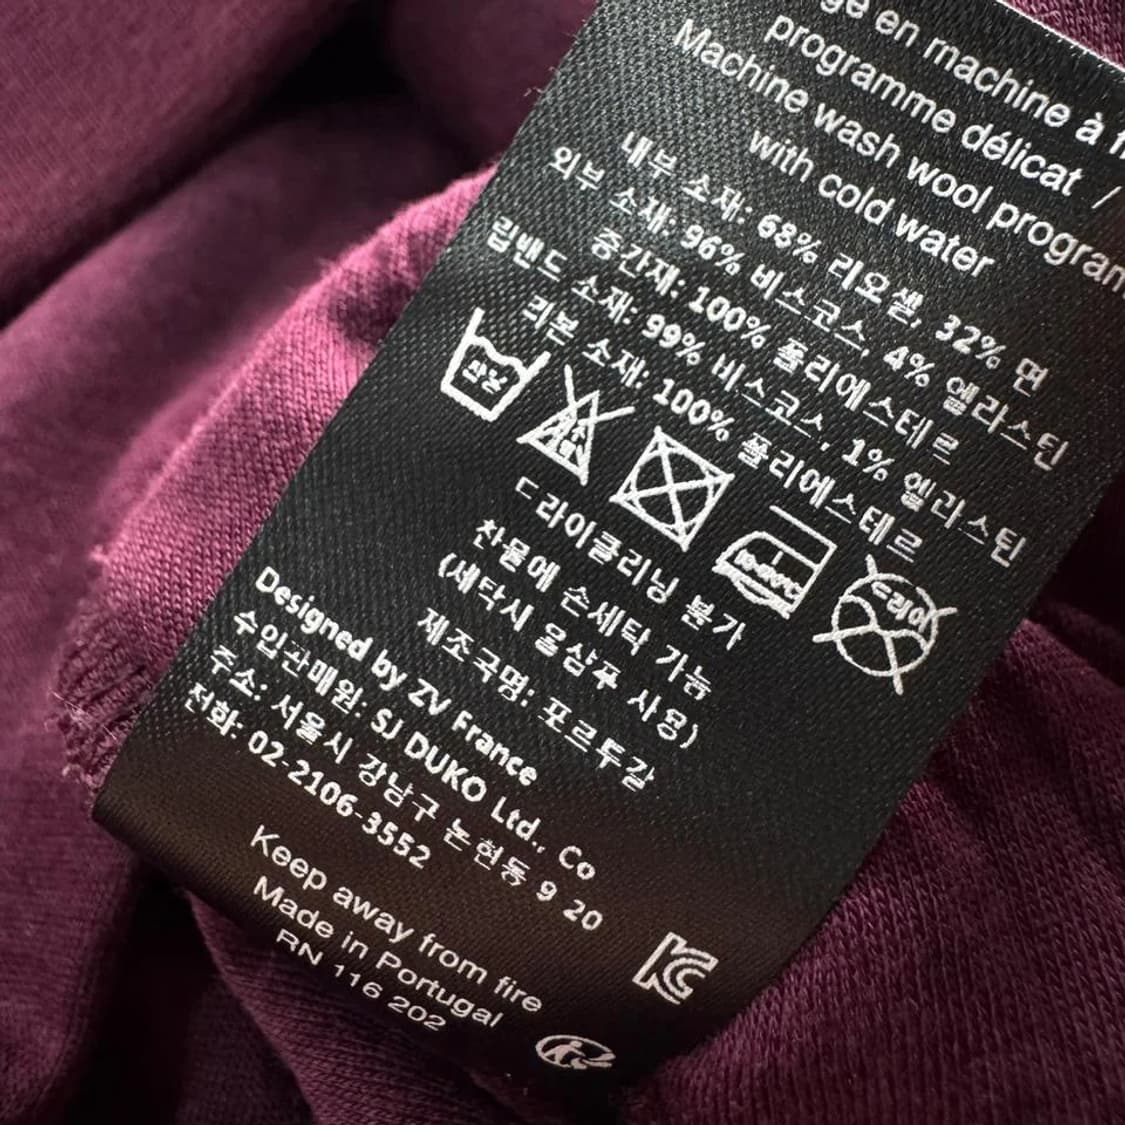 ge en machine à
programme délicat /
Machine wash wool program
with cold water
내부 소재: 68% 리오셀, 32% 면
외부 소재: 96% 비스코스, 4% 엘라스틴
중간재: 100% 폴리에스테르
립밴드 소재: 99% 비스코스, 1% 엘라스틴
리본 소재: 100% 폴리에스테르
드라이
드라이클리닝 불가
찬물에 손세탁 가능
(세탁시 울샴푸 사용)
제조국명: 포르투갈
Designed by ZV France
수입판매원: SJ DUKO Ltd., Co
주소: 서울시 강남구 논현동 9 20
전화: 02-2106-3552
Keep away from fire
Made in Portugal
RN 116 202